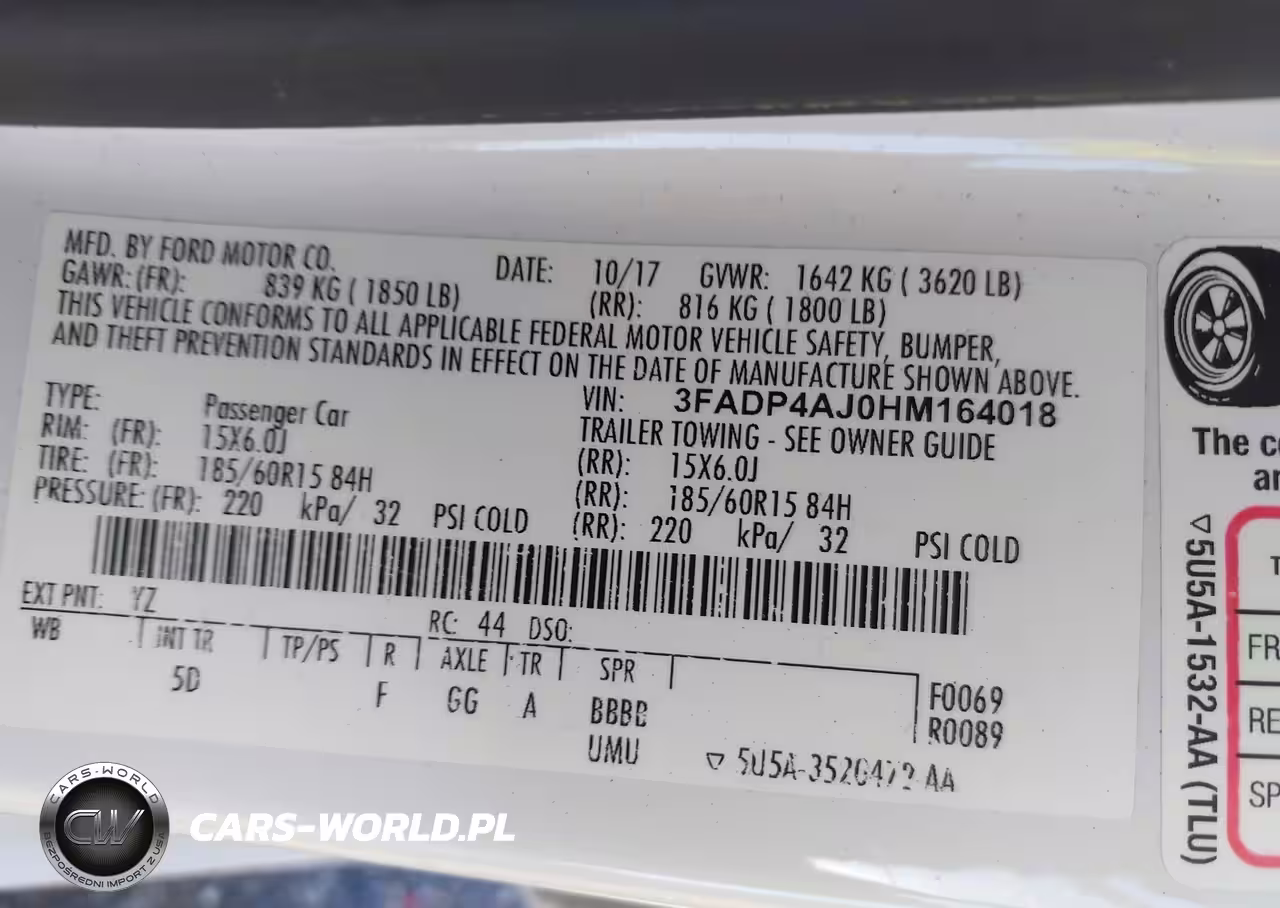 MFD. BY FORD MOTOR CO. DATE: 10/17 GVWR: 1642 KG ( 3620 LB)
GAWR: (FR): 839 KG ( 1850 LB) (RR): 816 KG ( 1800 LB)
THIS VEHICLE CONFORMS TO ALL APPLICABLE FEDERAL MOTOR VEHICLE SAFETY, BUMPER,
AND THEFT PREVENTION STANDARDS IN EFFECT ON THE DATE OF MANUFACTURE SHOWN ABOVE.
VIN: 3FADP4AJ0HM164018
TYPE: Passenger Car TRAILER TOWING - SEE OWNER GUIDE
RIM: (FR): 15X6.0J (RR): 15X6.0J
TIRE: (FR): 185/60R15 84H (RR): 185/60R15 84H
PRESSURE: (FR): 220 kPa/ 32 PSI COLD (RR): 220 kPa/ 32 PSI COLD
EXT PNT: YZ RC: 44 DSO:
WB INT TR TP/PS R AXLE TR SPR
5D F GG A BBBB
UMU
F0069
R0089
▽ 5U5A-3520472-AA
The
▽5U5A-1532-AA (TLU)
FR
RE
SP
CARS-WORLD
CW
BEZPOŚREDNI IMPORT Z USA
CARS-WORLD.PL